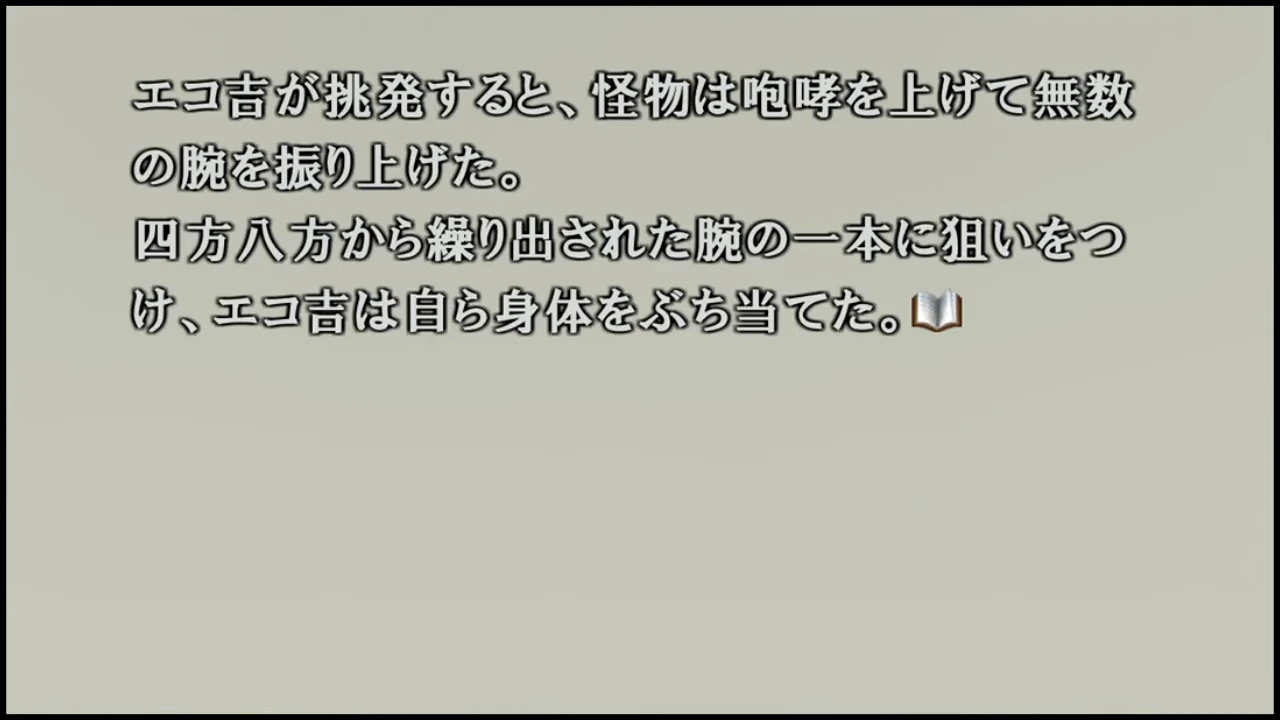 エコ吉が挑発すると、怪物は咆哮を上げて無数
の腕を振り上げた。
四方八方から繰り出された腕の一本に狙いをつ
け、エコ吉は自ら身体をぶち当てた。